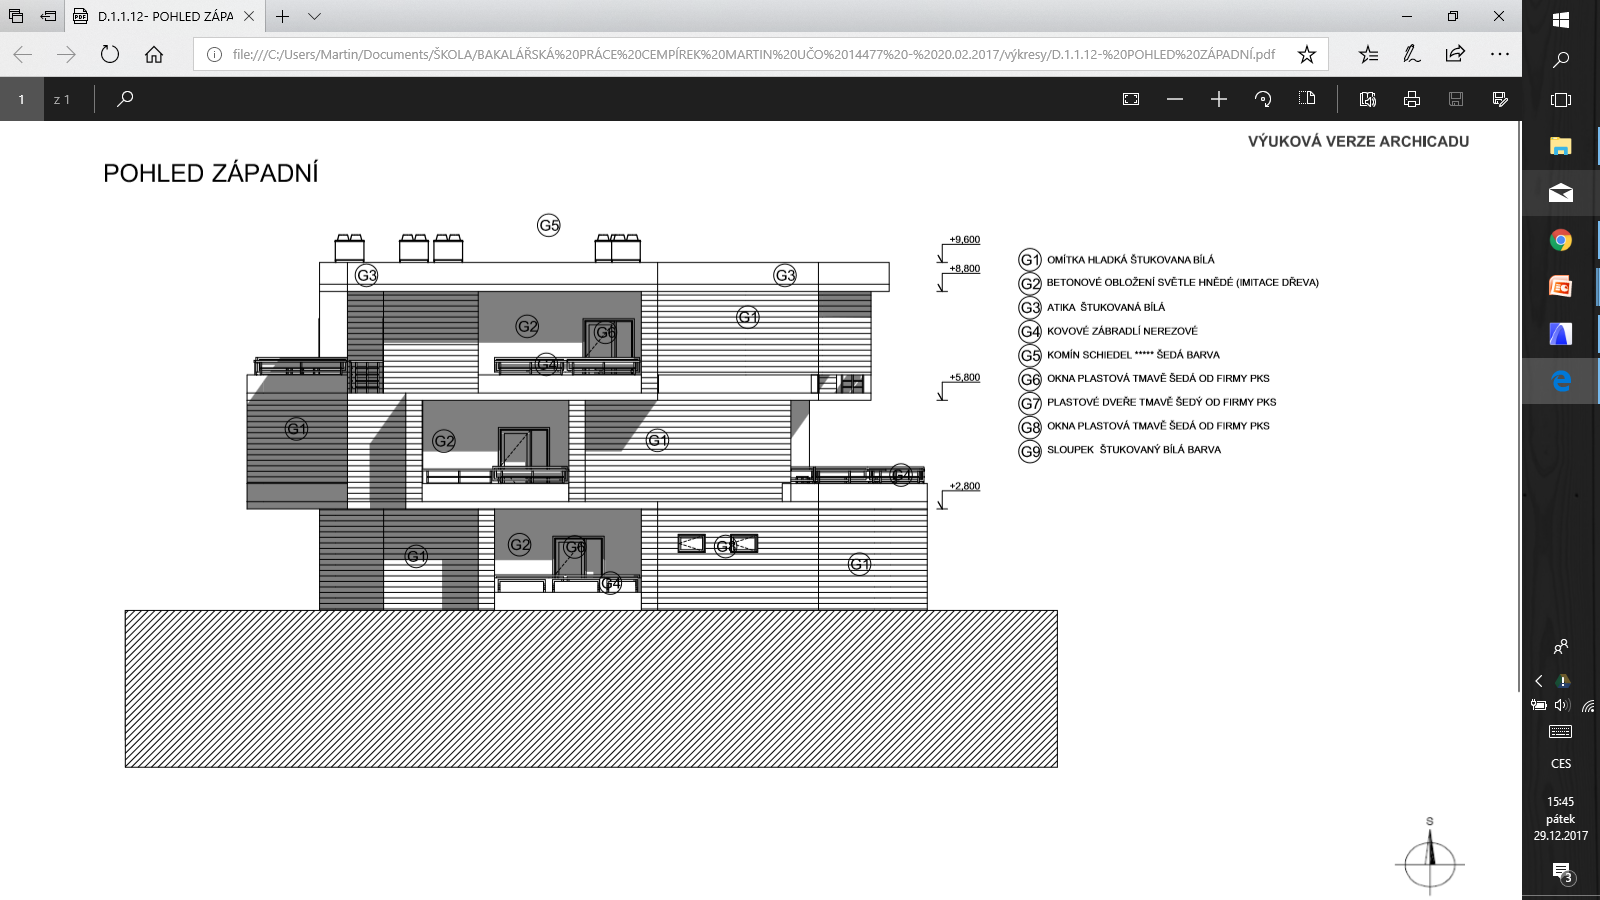 D.1.1.12- POHLED ZÁPA
file:///C:/Users/Martin/Documents/ŠKOLA/BAKALÁŘSKÁ%20PRÁCE%20CEMPÍREK%20MARTIN%20UČO%2014477%20-%2020.02.2017/výkresy/D.1.1.12-%20POHLED%20ZÁPADNÍ.pdf
1 z 1
VÝUKOVÁ VERZE ARCHICADU
POHLED ZÁPADNÍ
G5
+9,600
G3 G3 +8,800
G1
G2 G6
G4
+5,800
G1 G2 G1
G4
+2,800
G2 G6 G8
G1 G1
G4
G1 OMÍTKA HLADKÁ ŠTUKOVANA BÍLÁ
G2 BETONOVÉ OBLOŽENÍ SVĚTLE HNĚDÉ (IMITACE DŘEVA)
G3 ATIKA ŠTUKOVANÁ BÍLÁ
G4 KOVOVÉ ZÁBRADLÍ NEREZOVÉ
G5 KOMÍN SCHIEDEL ***** ŠEDÁ BARVA
G6 OKNA PLASTOVÁ TMAVĚ ŠEDÁ OD FIRMY PKS
G7 PLASTOVÉ DVEŘE TMAVĚ ŠEDÝ OD FIRMY PKS
G8 OKNA PLASTOVÁ TMAVĚ ŠEDÁ OD FIRMY PKS
G9 SLOUPEK ŠTUKOVANÝ BÍLÁ BARVA
S
CES
15:45
pátek
29.12.2017
3